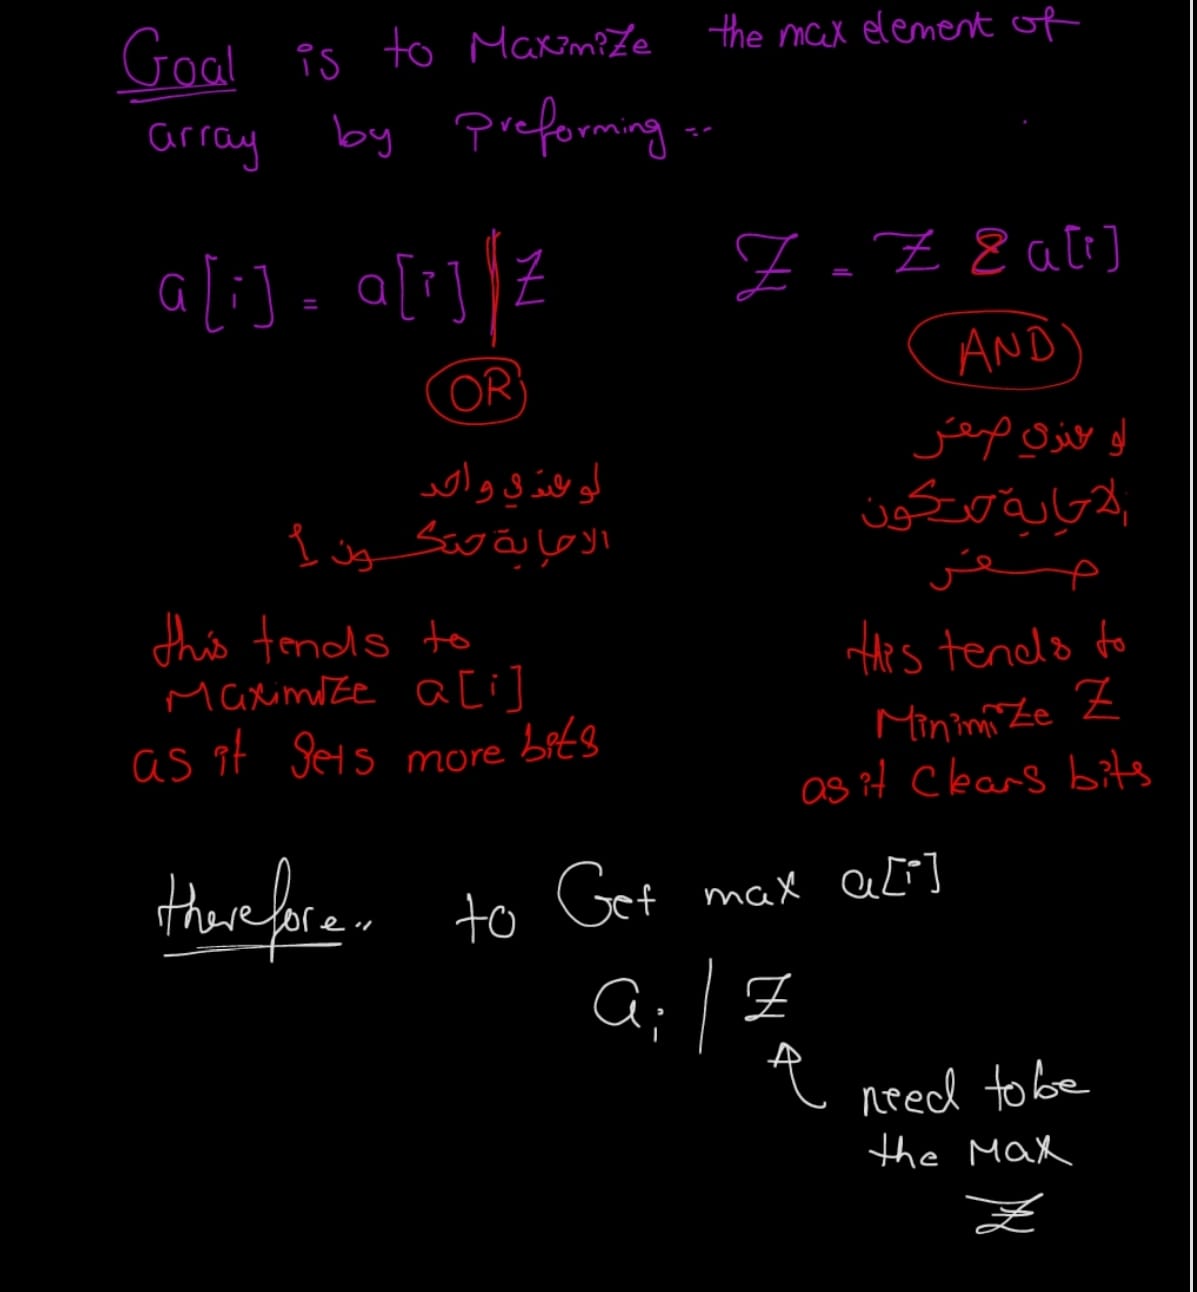 Goal is to Maximize the max element of
array by Preforming ..
a[i] = a[i] | Z
OR
لو عندي واحد
الاجابة حتكون 1
this tends to
Maximize a[i]
as it gets more bits
Z = Z & a[i]
AND
لو عندي صفر
الاجابة حتكون
صفر
this tends to
Minimize Z
as it Clears bits
therefore.. to Get max a[i]
ai | Z
need to be
the Max
Z